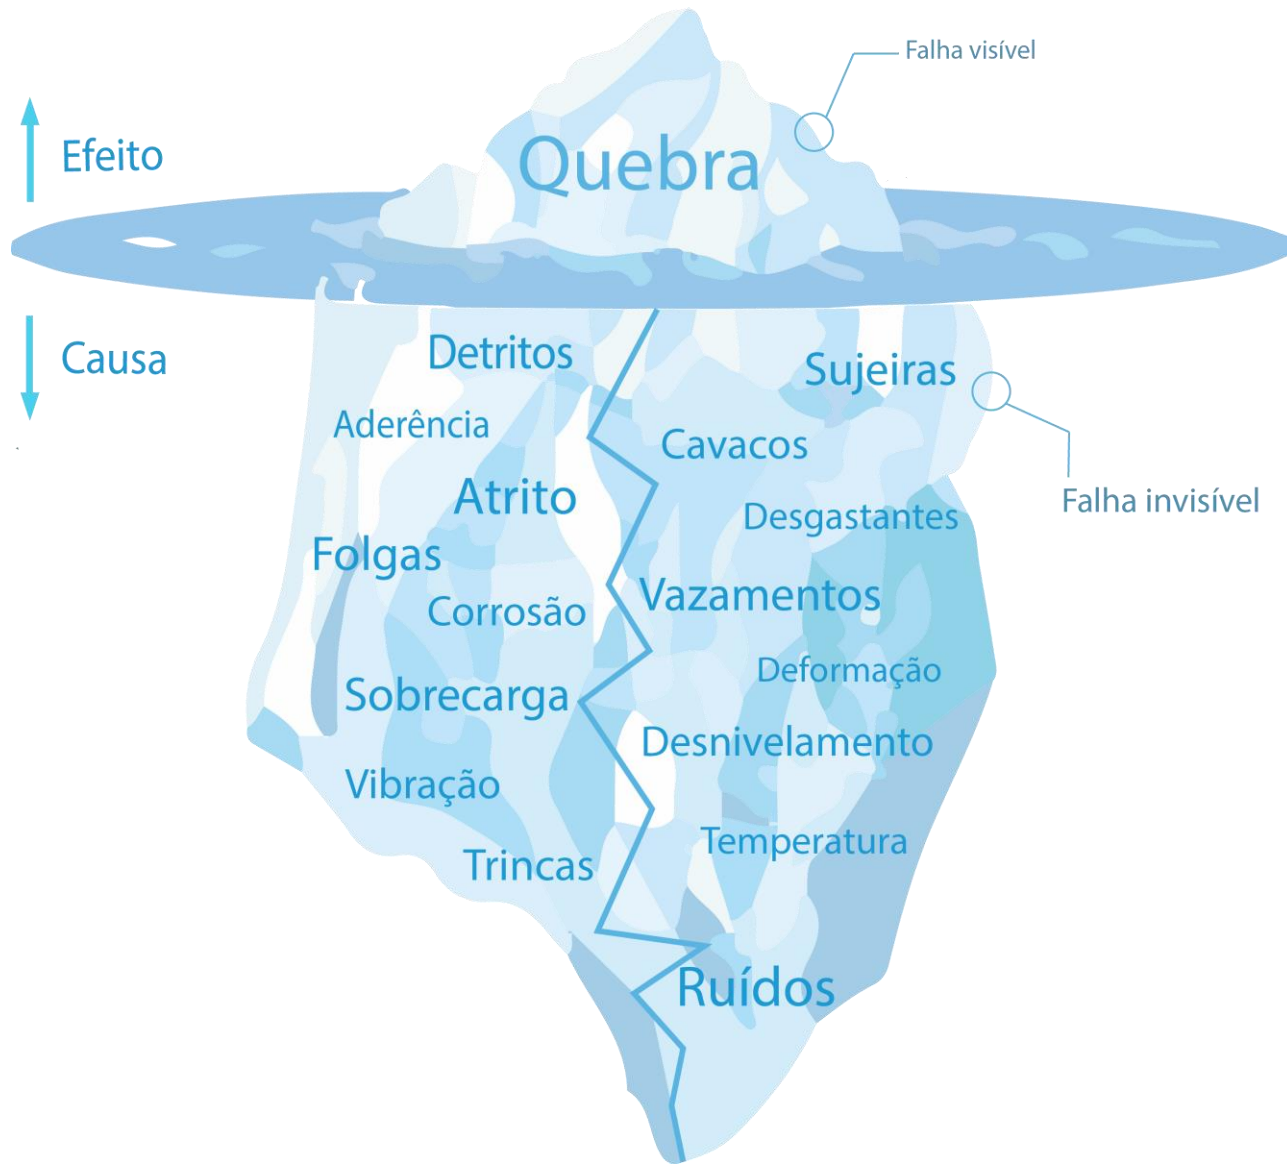 Falha visível
Quebra
Efeito
Causa
Detritos
Sujeiras
Aderência
Cavacos
Atrito
Falha invisível
Desgastantes
Folgas
Vazamentos
Corrosão
Deformação
Sobrecarga
Desnivelamento
Vibração
Temperatura
Trincas
Ruídos